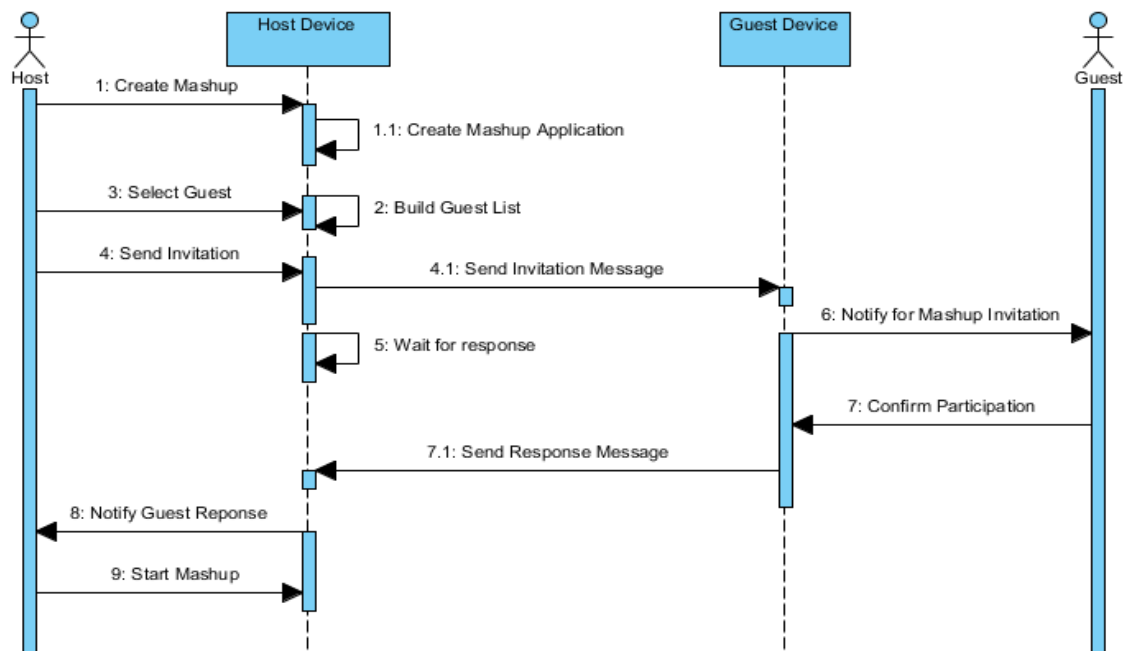 Host Device
Guest Device
Host
Guest
1: Create Mashup
1.1: Create Mashup Application
3: Select Guest
2: Build Guest List
4: Send Invitation
4.1: Send Invitation Message
6: Notify for Mashup Invitation
5: Wait for response
7: Confirm Participation
7.1: Send Response Message
8: Notify Guest Reponse
9: Start Mashup